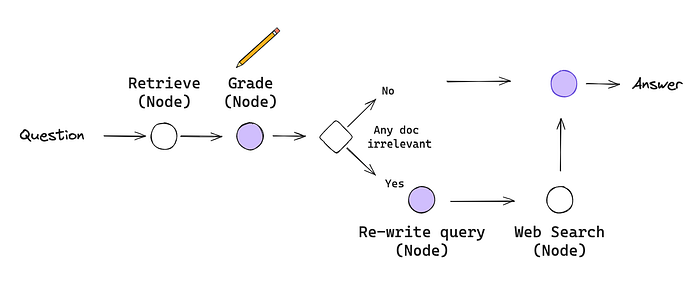 Retrieve
(Node)
Grade
(Node)
No
Answer
Question
Any doc
irrelevant
Yes
Re-write query
(Node)
Web Search
(Node)